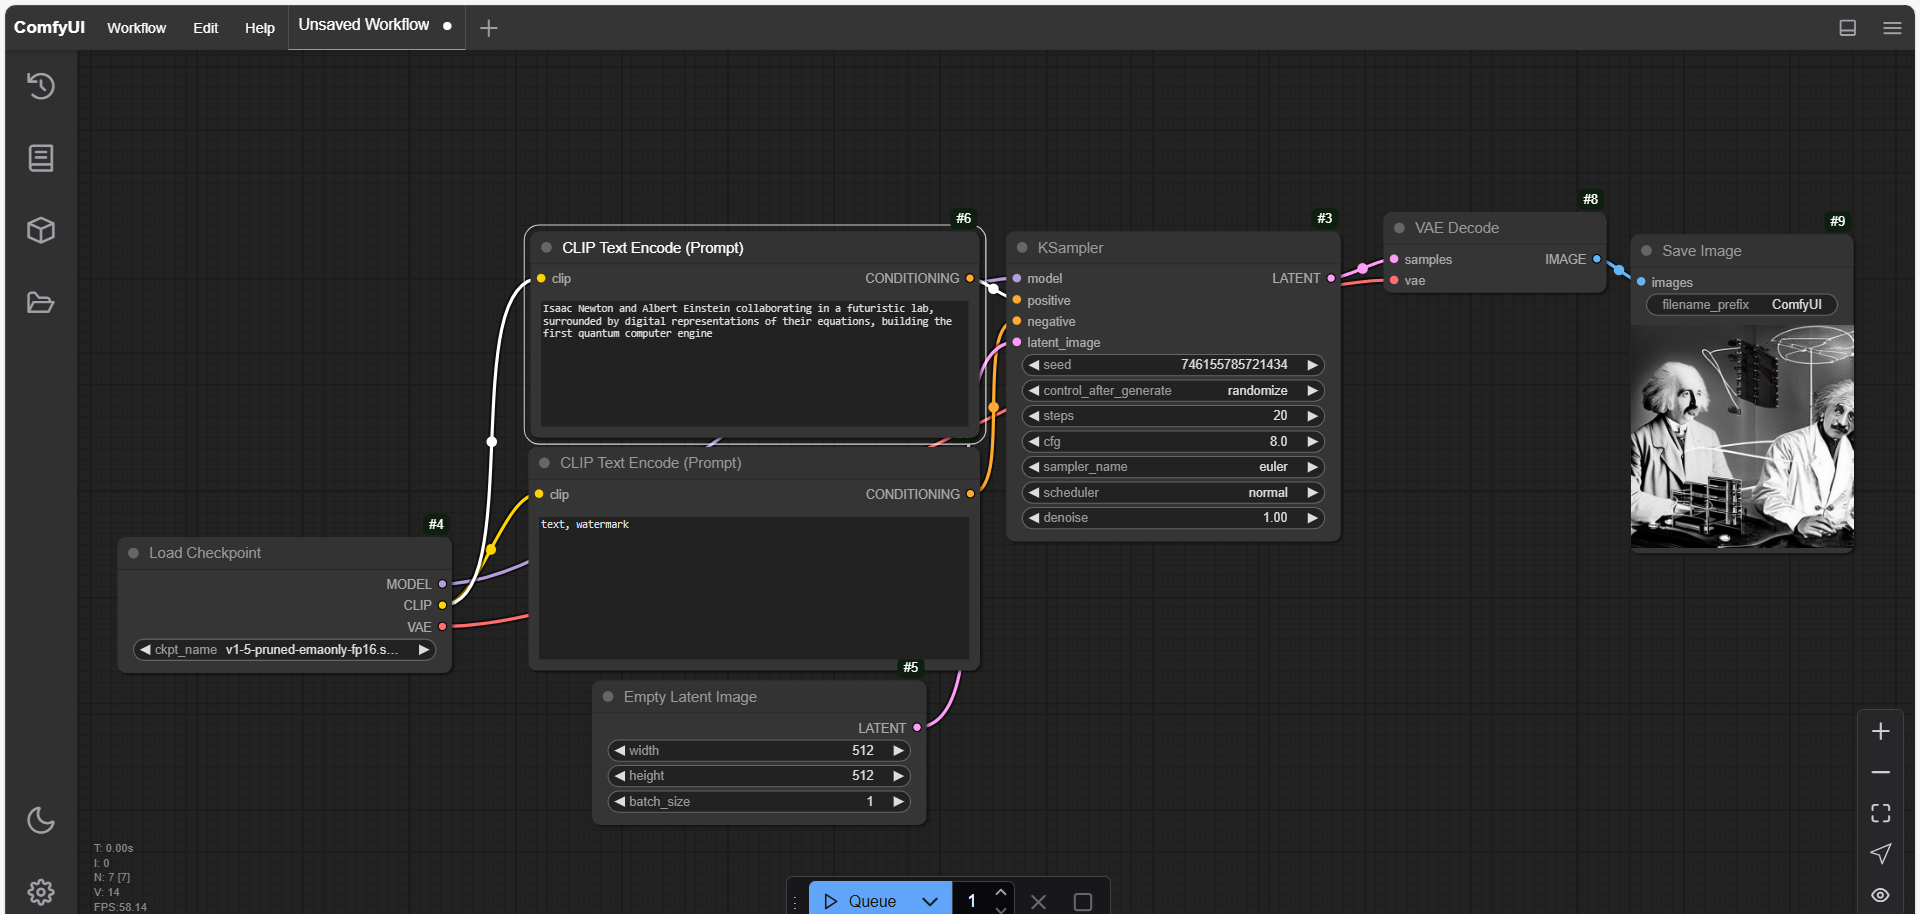 ComfyUI
Workflow
Edit
Help
Unsaved Workflow
#6
CLIP Text Encode (Prompt)
clip
CONDITIONING
Isaac Newton and Albert Einstein collaborating in a futuristic lab,
surrounded by digital representations of their equations, building the
first quantum computer engine
CLIP Text Encode (Prompt)
clip
CONDITIONING
text, watermark
#4
Load Checkpoint
MODEL
CLIP
VAE
ckpt_name v1-5-pruned-emaonly-fp16.s...
#5
Empty Latent Image
LATENT
width 512
height 512
batch_size 1
#3
KSampler
model
LATENT
positive
negative
latent_image
seed 746155785721434
control_after_generate randomize
steps 20
cfg 8.0
sampler_name euler
scheduler normal
denoise 1.00
#8
VAE Decode
samples
IMAGE
vae
#9
Save Image
images
filename_prefix ComfyUI
T: 0.00s
I: 0
N: 7 [7]
V: 14
FPS:58.14
Queue
1